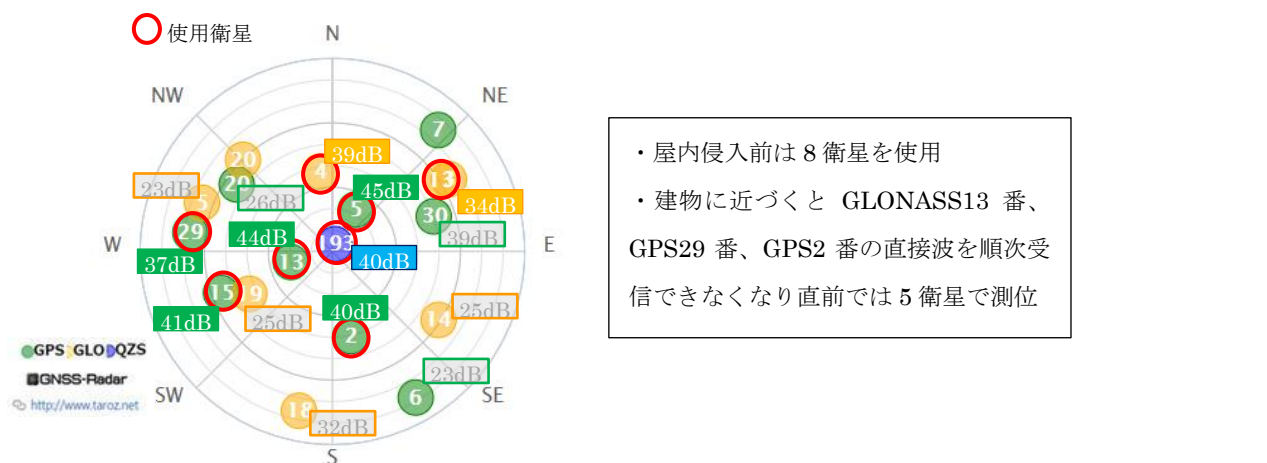 使用衛星
N
NW
NE
7
20
39dB
4
13
45dB
23dB
20
26dB
5
5
34dB
30
29
44dB
193
39dB
W
E
37dB
13
40dB
15
19
40dB
25dB
41dB
25dB
14
2
GPS GLO QZS
23dB
GNSS-Radar
SW
6
SE
http://www.taroz.net
18
32dB
S
・屋内侵入前は 8 衛星を使用
・建物に近づくと GLONASS13 番、
GPS29 番、GPS2 番の直接波を順次受
信できなくなり直前では 5 衛星で測位